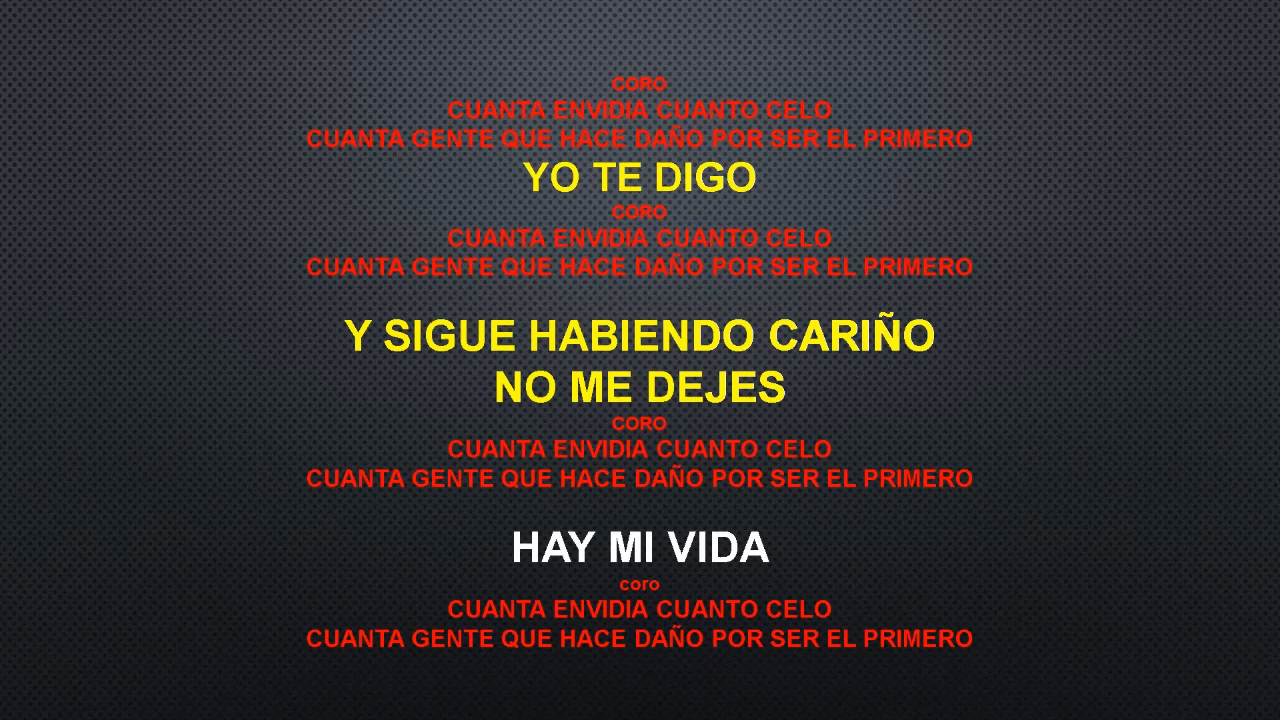 CORO
CUANTA ENVIDIA CUANTO CELO
CUANTA GENTE QUE HACE DAÑO POR SER EL PRIMERO
YO TE DIGO
CORO
CUANTA ENVIDIA CUANTO CELO
CUANTA GENTE QUE HACE DAÑO POR SER EL PRIMERO
Y SIGUE HABIENDO CARIÑO
NO ME DEJES
CORO
CUANTA ENVIDIA CUANTO CELO
CUANTA GENTE QUE HACE DAÑO POR SER EL PRIMERO
HAY MI VIDA
coro
CUANTA ENVIDIA CUANTO CELO
CUANTA GENTE QUE HACE DAÑO POR SER EL PRIMERO